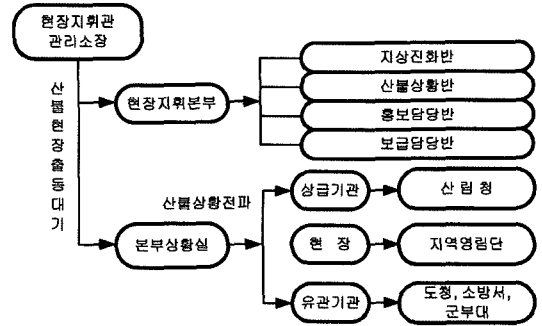 현장지휘관
관리소장
산불현장출동대기
현장지휘본부
지상진화반
산불상황반
홍보담당반
보급담당반
산불상황전파
본부상황실
상급기관
산림청
현 장
지역영림단
유관기관
도청, 소방서,
군부대